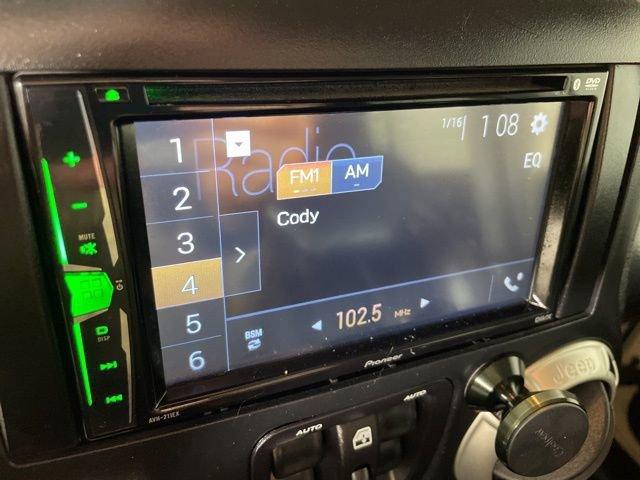 DVD
1/16
1 08
1
Radio
EQ
2
FM1
AM
Cody
3
MUTE
4
DISP
5
BSM
102.5 MHz
6
Pioneer
AVH-211EX
AUTO
AUTO
Jeep